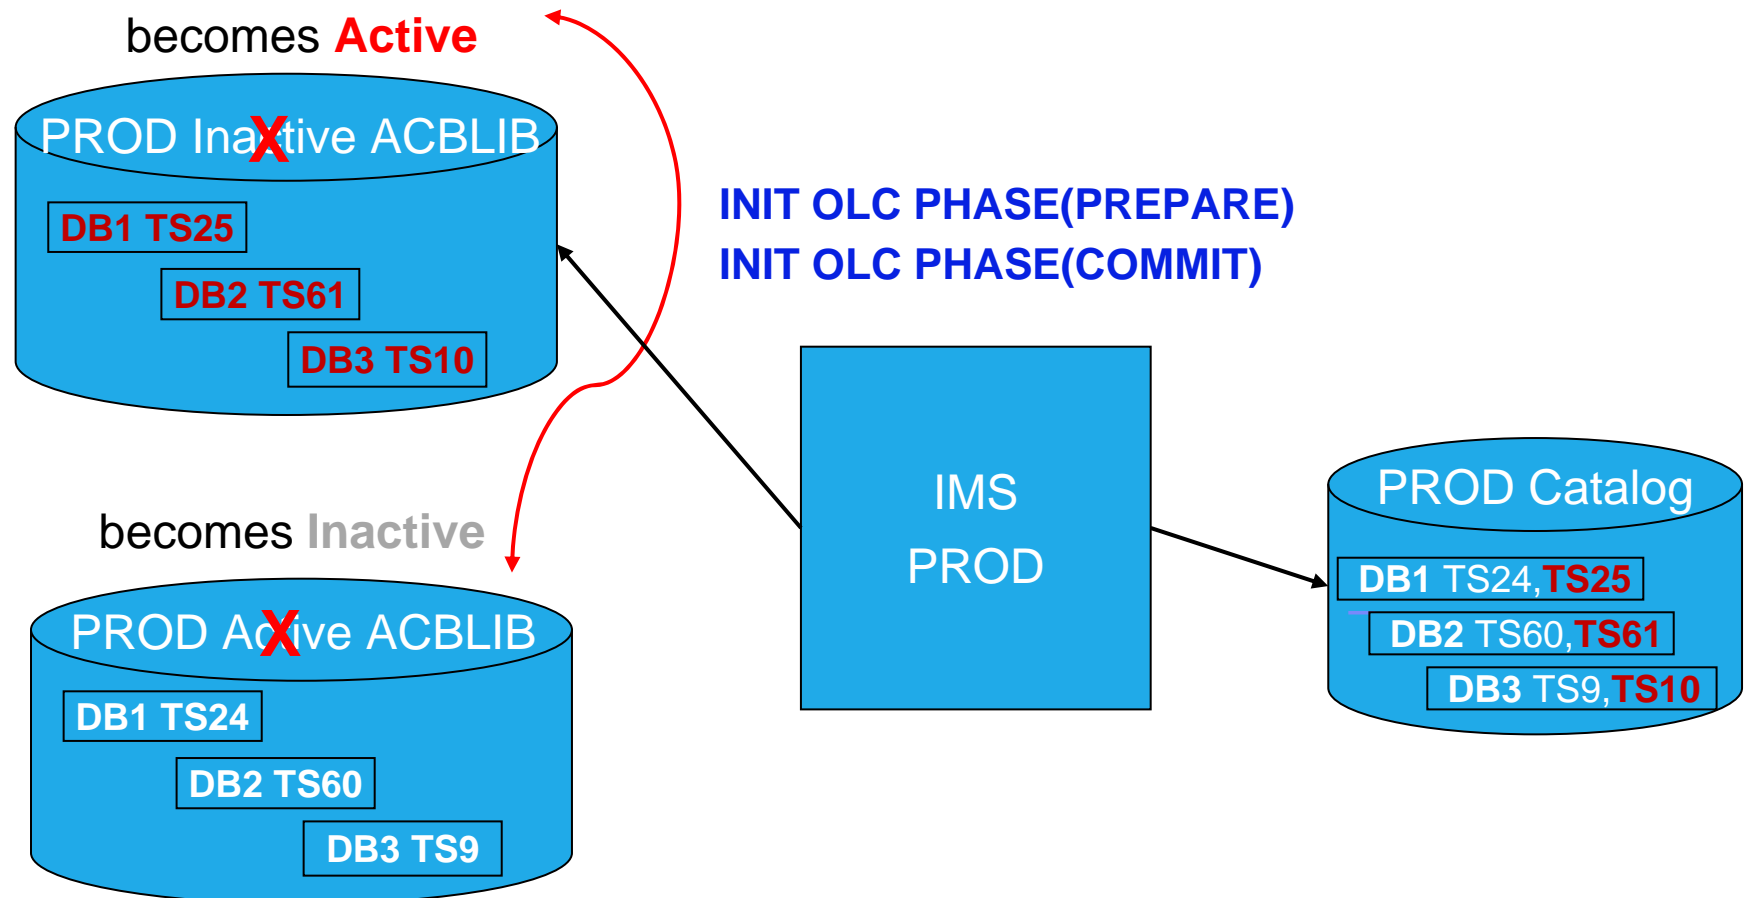 becomes Active
PROD Inactive ACBLIB
X
DB1 TS25
DB2 TS61
DB3 TS10
INIT OLC PHASE(PREPARE)
INIT OLC PHASE(COMMIT)
becomes Inactive
PROD Active ACBLIB
X
DB1 TS24
DB2 TS60
DB3 TS9
IMS
PROD
PROD Catalog
DB1 TS24,TS25
DB2 TS60,TS61
DB3 TS9,TS10